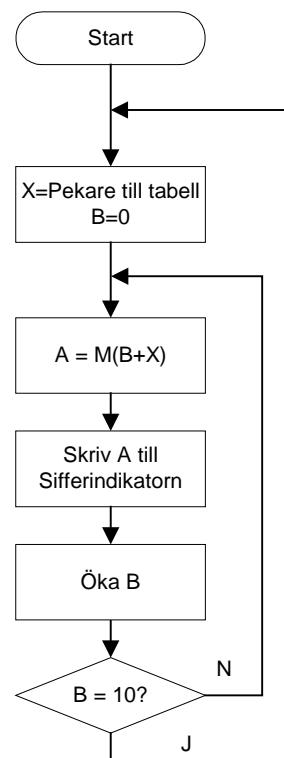 Start
X=Pekare till tabell
B=0
A = M(B+X)
Skriv A till
Sifferindikatorn
Öka B
N
B = 10?
J